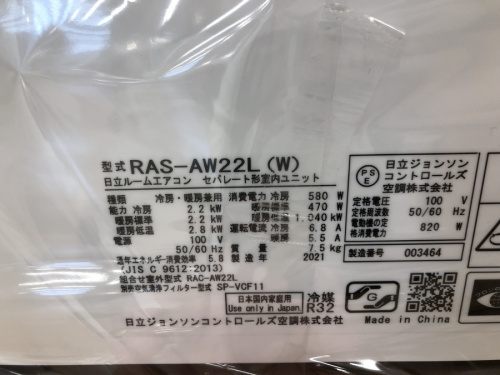 型式 RAS-AW22L(W)
日立ルームエアコン セパレート形室内ユニット
種類 冷房・暖房兼用
能力 冷房 2.2 kW
暖房標準 2.2 kW
暖房低温 2.8 kW
電源 100 V
50/60 Hz
通年エネルギー消費効率 5.8
(JIS C 9612:2013)
組合せ室外型式 RAC-AW22L
別売空気清浄フィルター型式 SP-VCF11
消費電力 冷房 580 W
暖房標準 470 W
暖房低温 1,040 kW
運転電流 冷房 6.8 A
暖房 5.5 A
質量 7.5 kg
製造年 2021
日本国内家庭用
Use only in Japan
冷媒
R32
日立ジョンソンコントロールズ空調株式会社
PS
E
日立ジョンソン
コントロールズ
空調株式会社
定格電圧 100 V
定格周波数 50/60 Hz
電動機の定格消費電力 820 W
製造番号 003464
G
Made in China